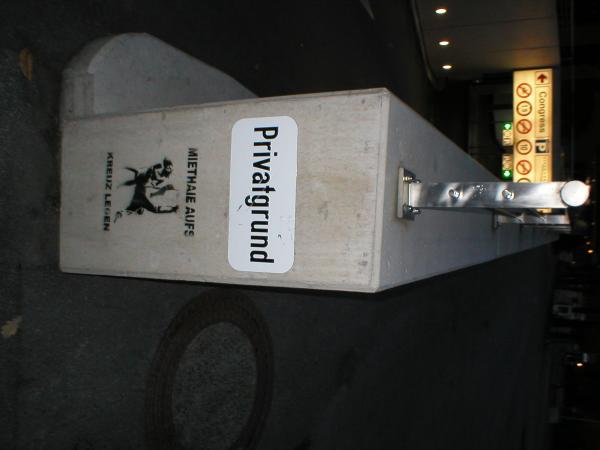 Privatgrund
MIETHAIE AUFS
KREUZ LEGEN
Congress
P